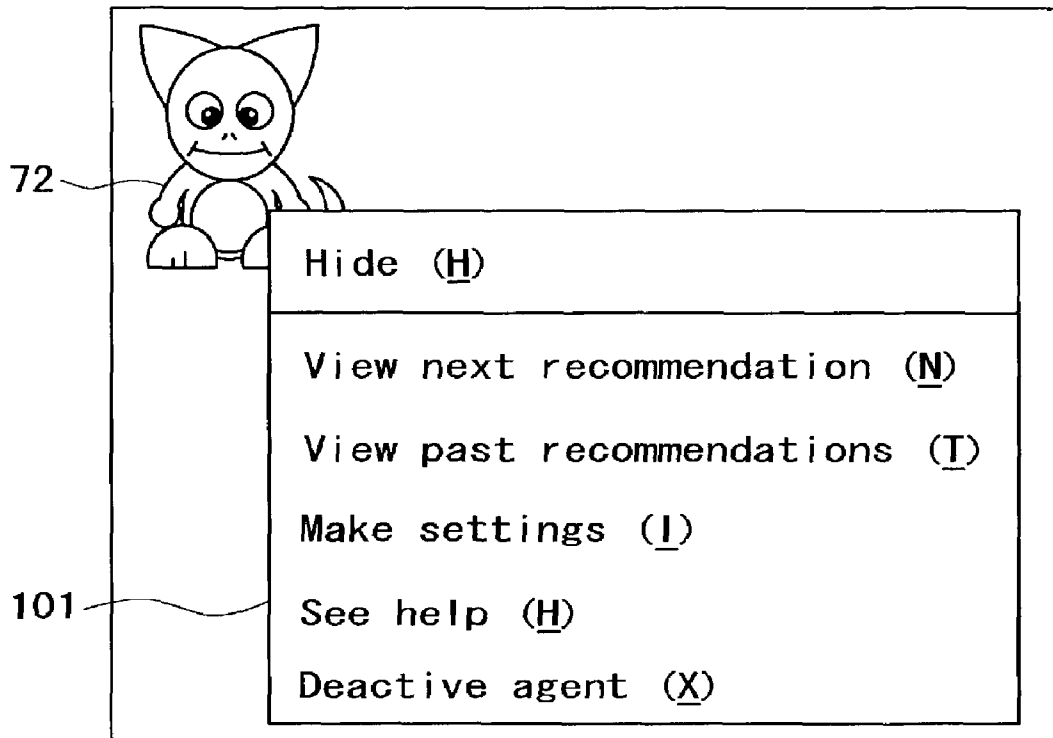 72
Hide (H)
View next recommendation (N)
View past recommendations (T)
Make settings (I)
101
See help (H)
Deactive agent (X)